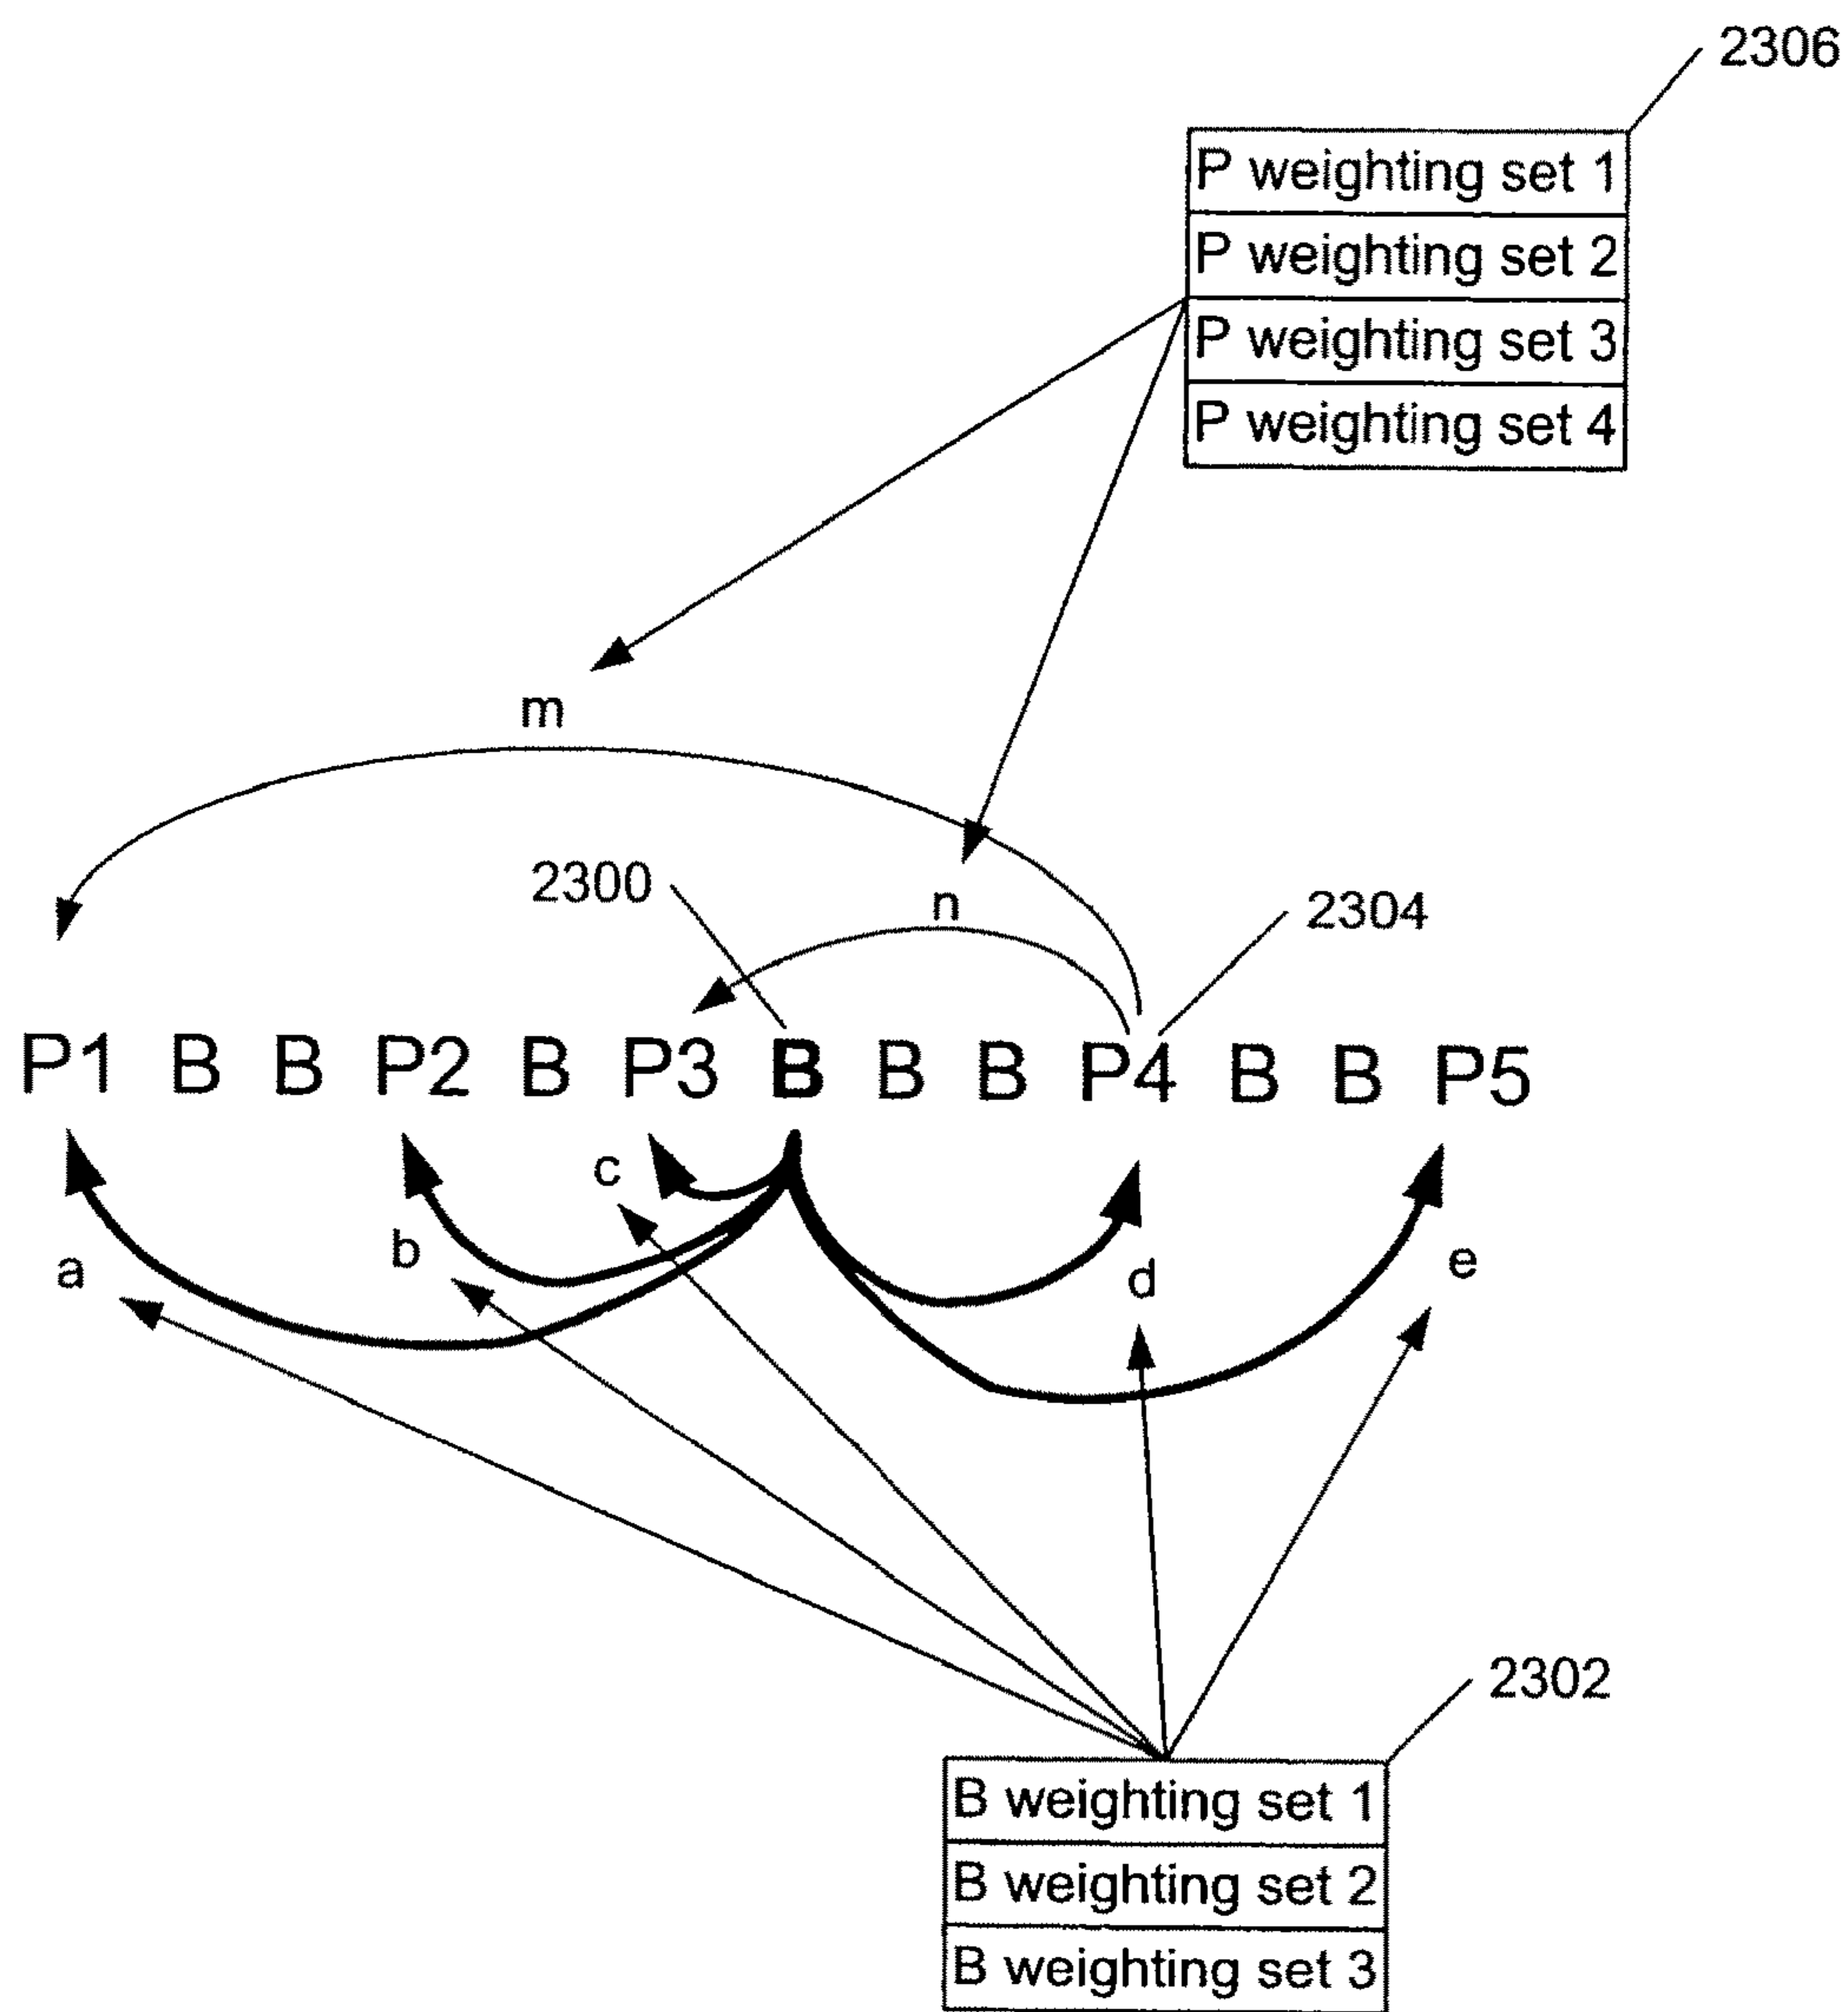 2306
P weighting set 1
P weighting set 2
P weighting set 3
P weighting set 4
m
2300
n
2304
P1 B B P2 B P3 B B B P4 B B P5
c
b
a
d
e
2302
B weighting set 1
B weighting set 2
B weighting set 3